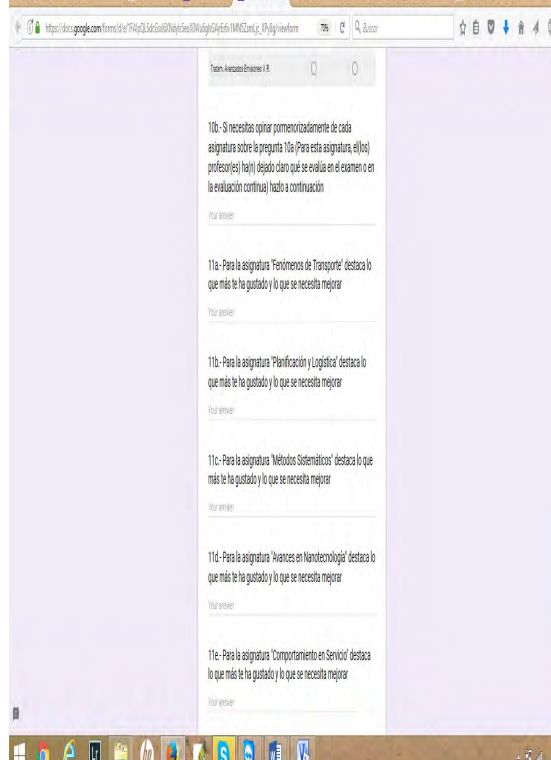 70%
Buscar
Tratam. Avanzados Emisiones V. R.
10b.- Si necesitas opinar pormenorizadamente de cada
asignatura sobre la pregunta 10a (Para esta asignatura, el(los)
profesor(es) ha(n) dejado claro qué se evalúa en el examen o en
la evaluación continua) hazlo a continuación
Your answer
11a.- Para la asignatura "Fenómenos de Transporte" destaca lo
que más te ha gustado y lo que se necesita mejorar
Your answer
11b.- Para la asignatura "Planificación y Logística" destaca lo
que más te ha gustado y lo que se necesita mejorar
Your answer
11c.- Para la asignatura "Métodos Sistemáticos" destaca lo que
más te ha gustado y lo que se necesita mejorar
Your answer
11d.- Para la asignatura "Avances en Nanotecnología" destaca lo
que más te ha gustado y lo que se necesita mejorar
Your answer
11e.- Para la asignatura "Comportamiento en Servicio" destaca
lo que más te ha gustado y lo que se necesita mejorar
Your answer